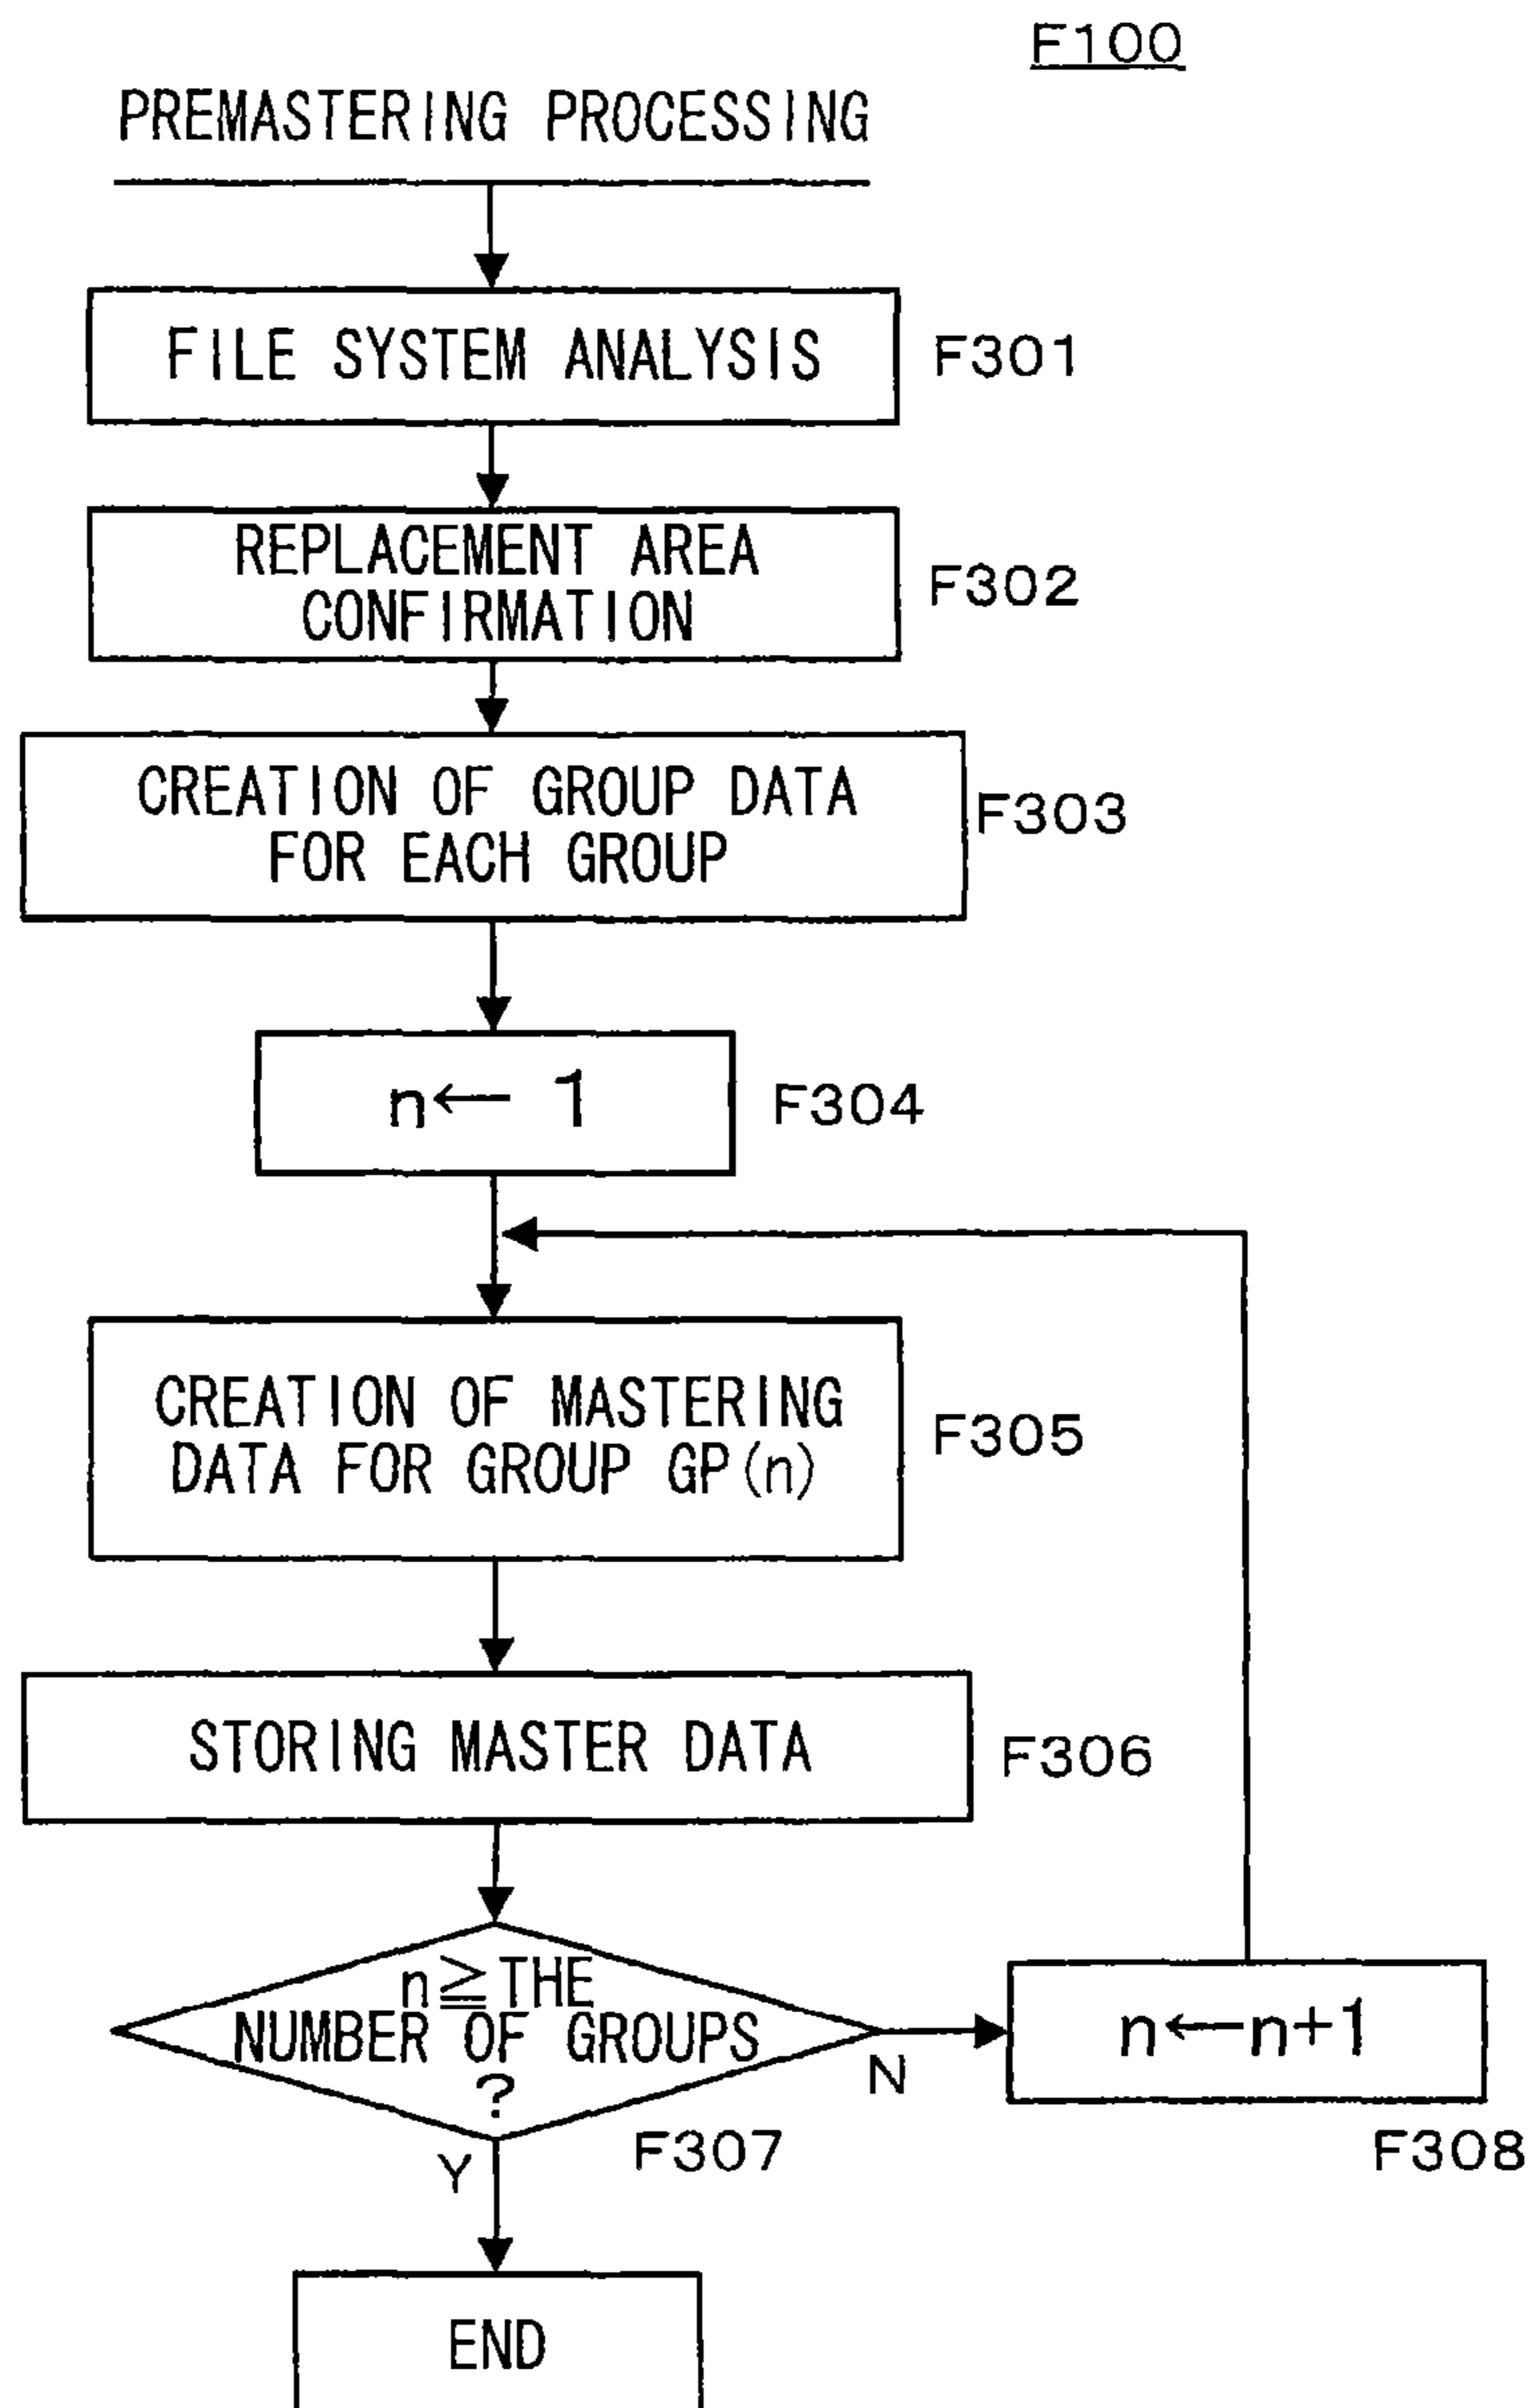 F100
PREMASTERING PROCESSING
FILE SYSTEM ANALYSIS
F301
REPLACEMENT AREA
CONFIRMATION
F302
CREATION OF GROUP DATA
FOR EACH GROUP
F303
n← 1
F304
CREATION OF MASTERING
DATA FOR GROUP GP(n)
F305
STORING MASTER DATA
F306
n≧THE
NUMBER OF GROUPS
?
N
n←n+1
Y
F307
F308
END